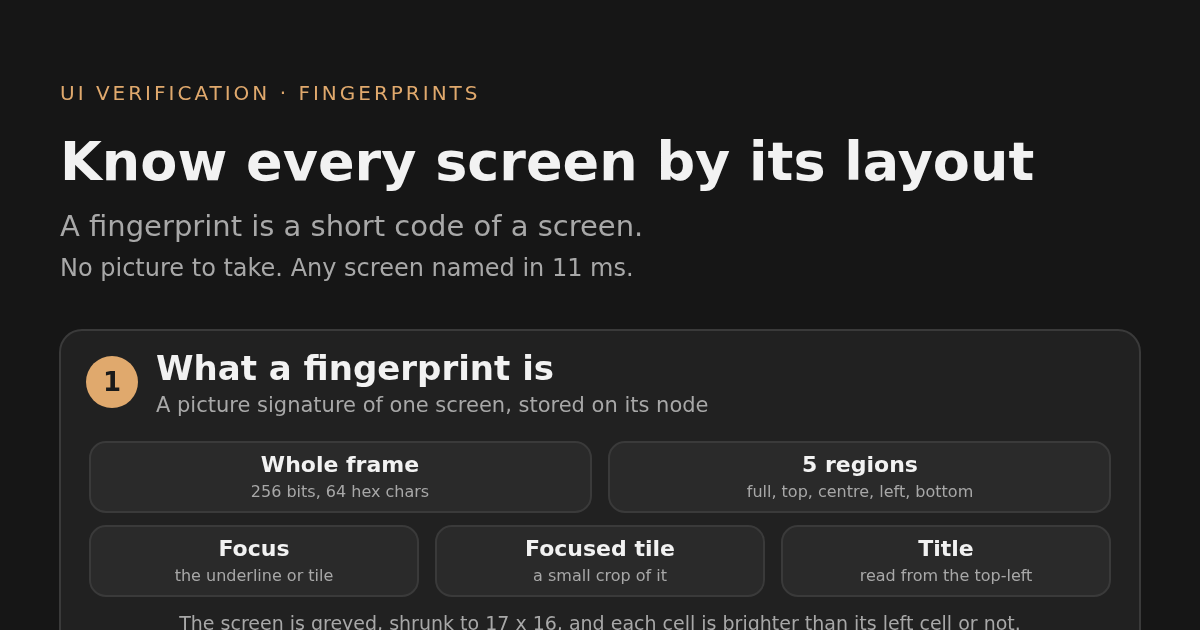 UI VERIFICATION · FINGERPRINTS
Know every screen by its layout
A fingerprint is a short code of a screen.
No picture to take. Any screen named in 11 ms.
1
What a fingerprint is
A picture signature of one screen, stored on its node
Whole frame
256 bits, 64 hex chars
5 regions
full, top, centre, left, bottom
Focus
the underline or tile
Focused tile
a small crop of it
Title
read from the top-left
The screen is greyed, shrunk to 17 x 16, and each cell is brighter than its left cell or not.